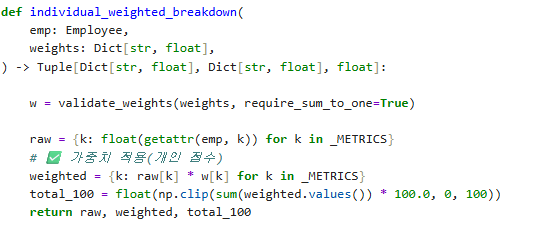 def individual_weighted_breakdown(
    emp: Employee,
    weights: Dict[str, float],
) -> Tuple[Dict[str, float], Dict[str, float], float]:

    w = validate_weights(weights, require_sum_to_one=True)

    raw = {k: float(getattr(emp, k)) for k in _METRICS}
    # ✅ 가중치 적용(개인 점수)
    weighted = {k: raw[k] * w[k] for k in _METRICS}
    total_100 = float(np.clip(sum(weighted.values()) * 100.0, 0, 100))
    return raw, weighted, total_100